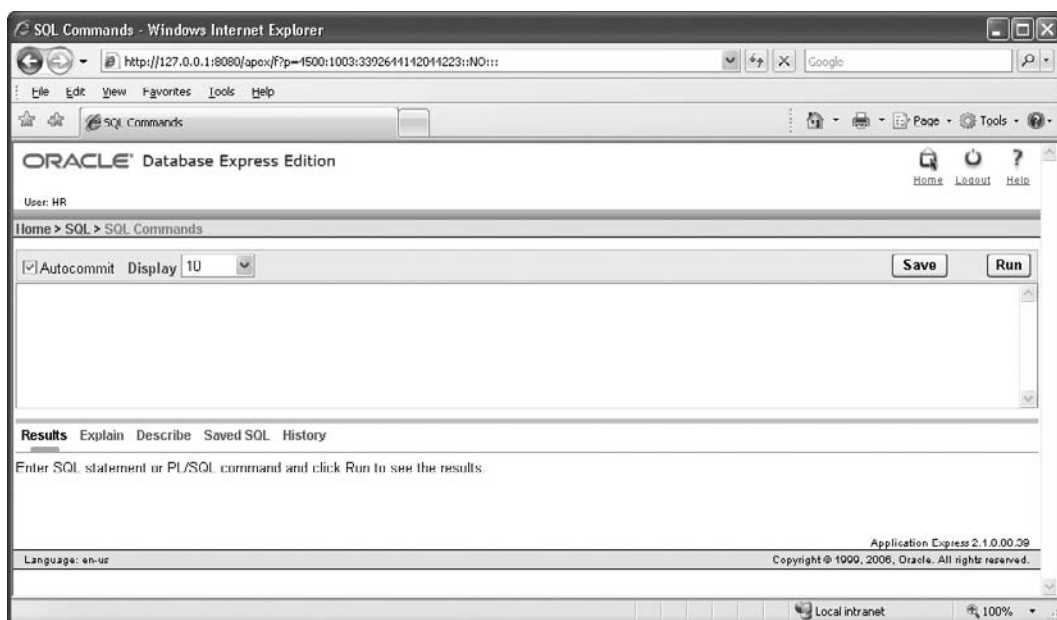 SQL Commands - Windows Internet Explorer
http://127.0.0.1:8080/apex/f?p=4500:1003:3392644142044223::NO:::
Google
File Edit View Favorites Tools Help
SQL Commands
Page Tools
ORACLE Database Express Edition
Home Logout Help
User: HR
Home > SQL > SQL Commands
Autocommit Display 10 Save Run
Results Explain Describe Saved SQL History
Enter SQL statement or PL/SQL command and click Run to see the results
Application Express 2.1.0.00.39
Language: en-us Copyright © 1999, 2006, Oracle. All rights reserved.
Local intranet 100%